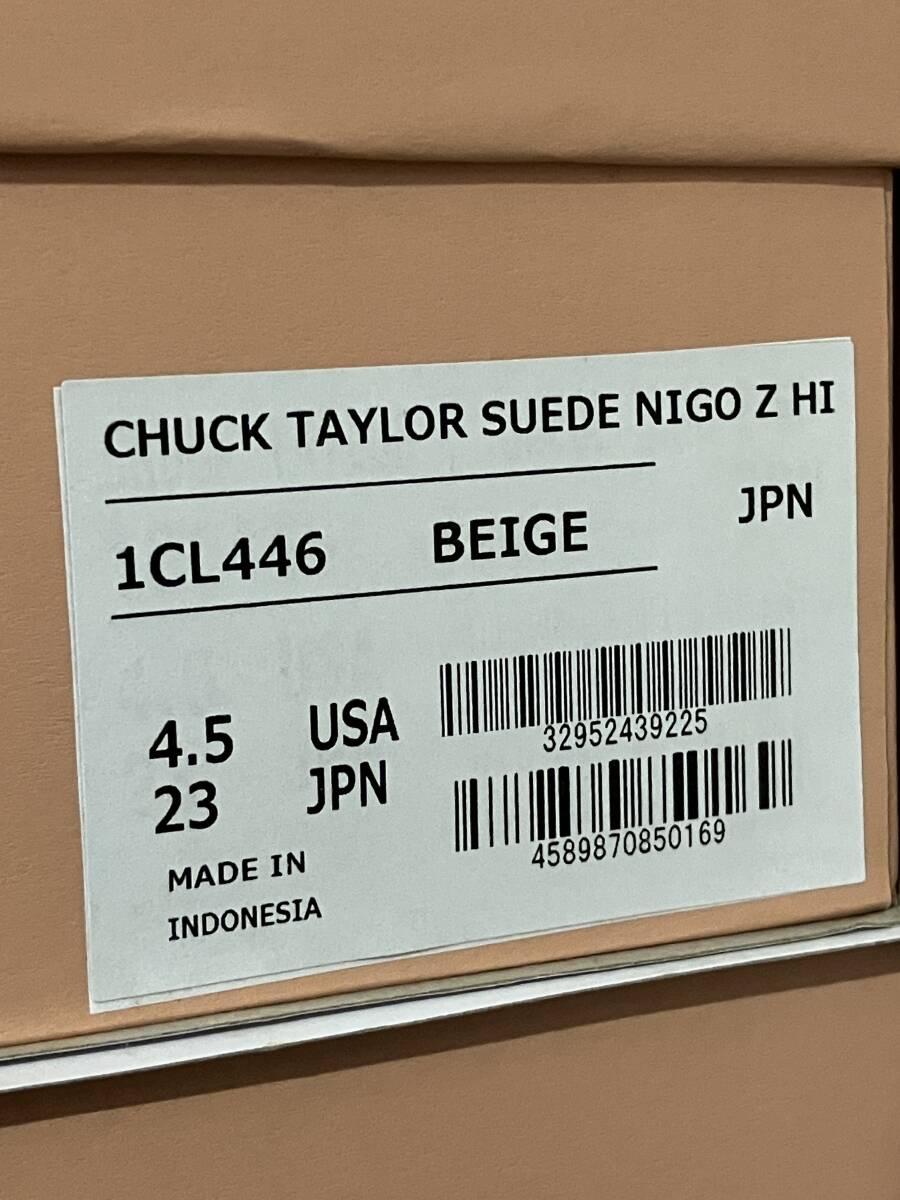 CHUCK TAYLOR SUEDE NIGO Z HI
1CL446 BEIGE JPN
4.5 USA
23 JPN
32952439225
4589870850169
MADE IN
INDONESIA